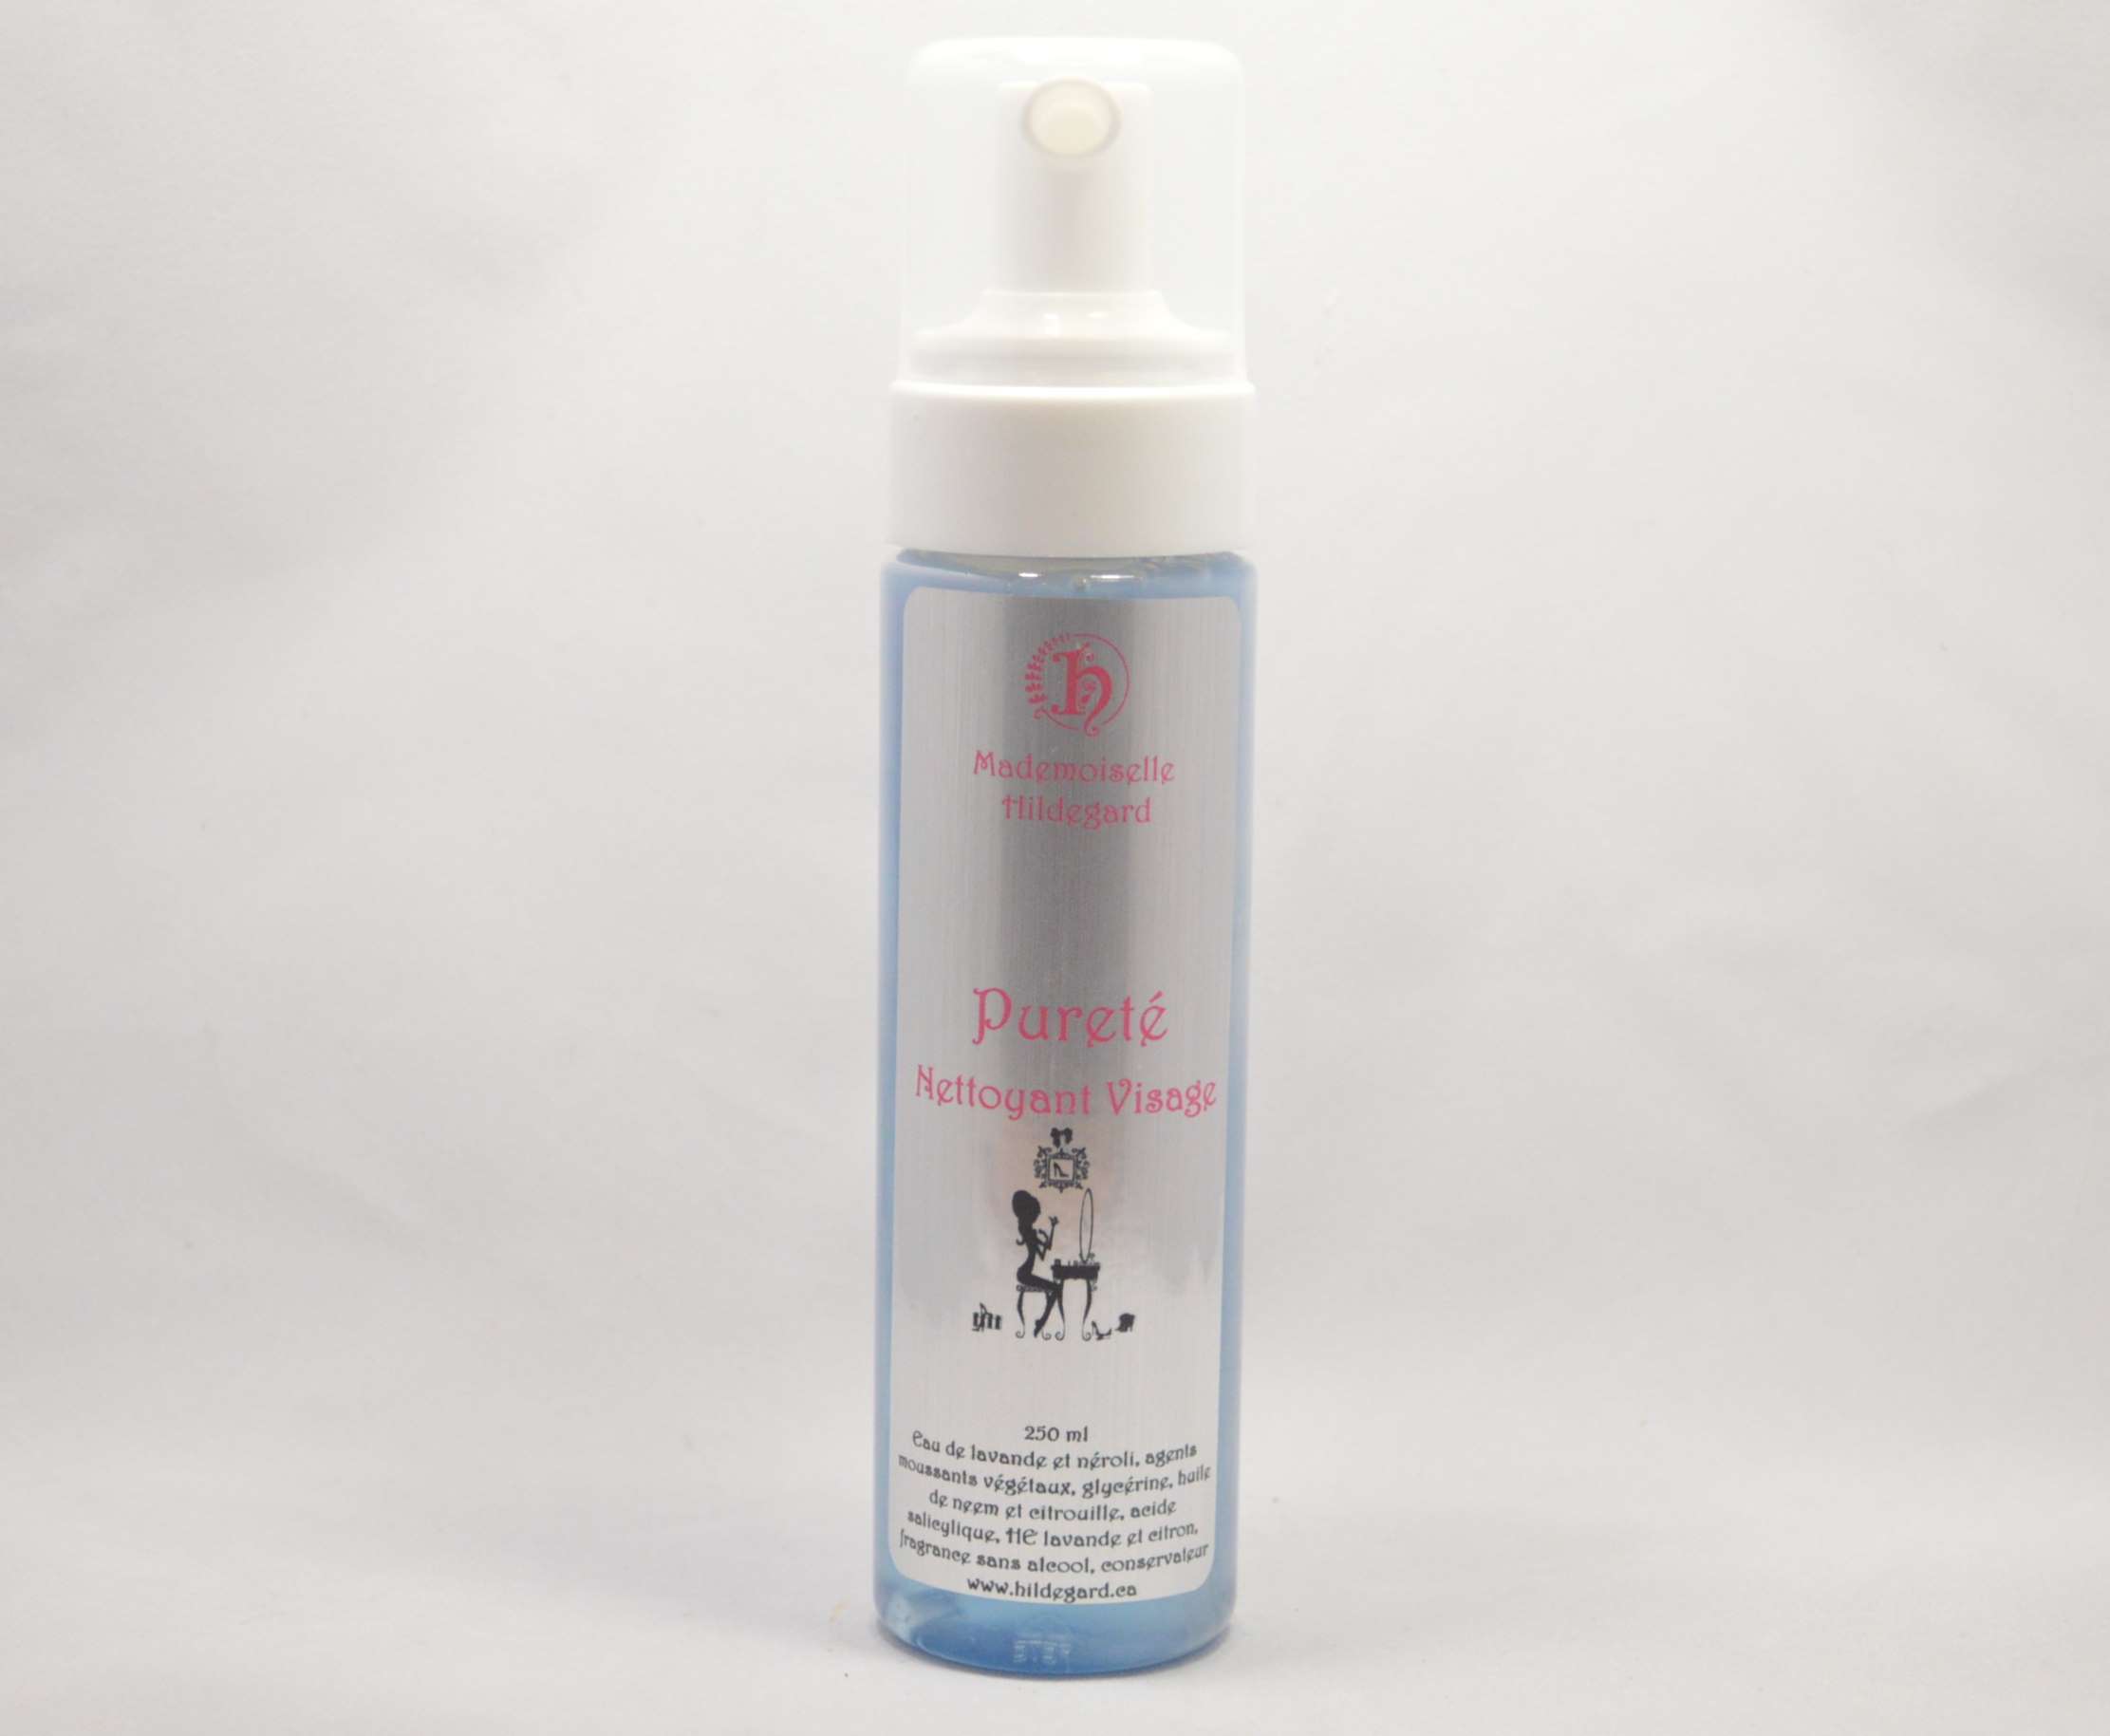 h
Mademoiselle
Hildegard
Pureté
Nettoyant Visage
250 ml
Eau de lavande et néroli, agents
moussants végétaux, glycérine, huile
de neem et citrouille, acide
salicylique, HE lavande et citron,
fragrance sans alcool, conservateur
www.hildegard.ca